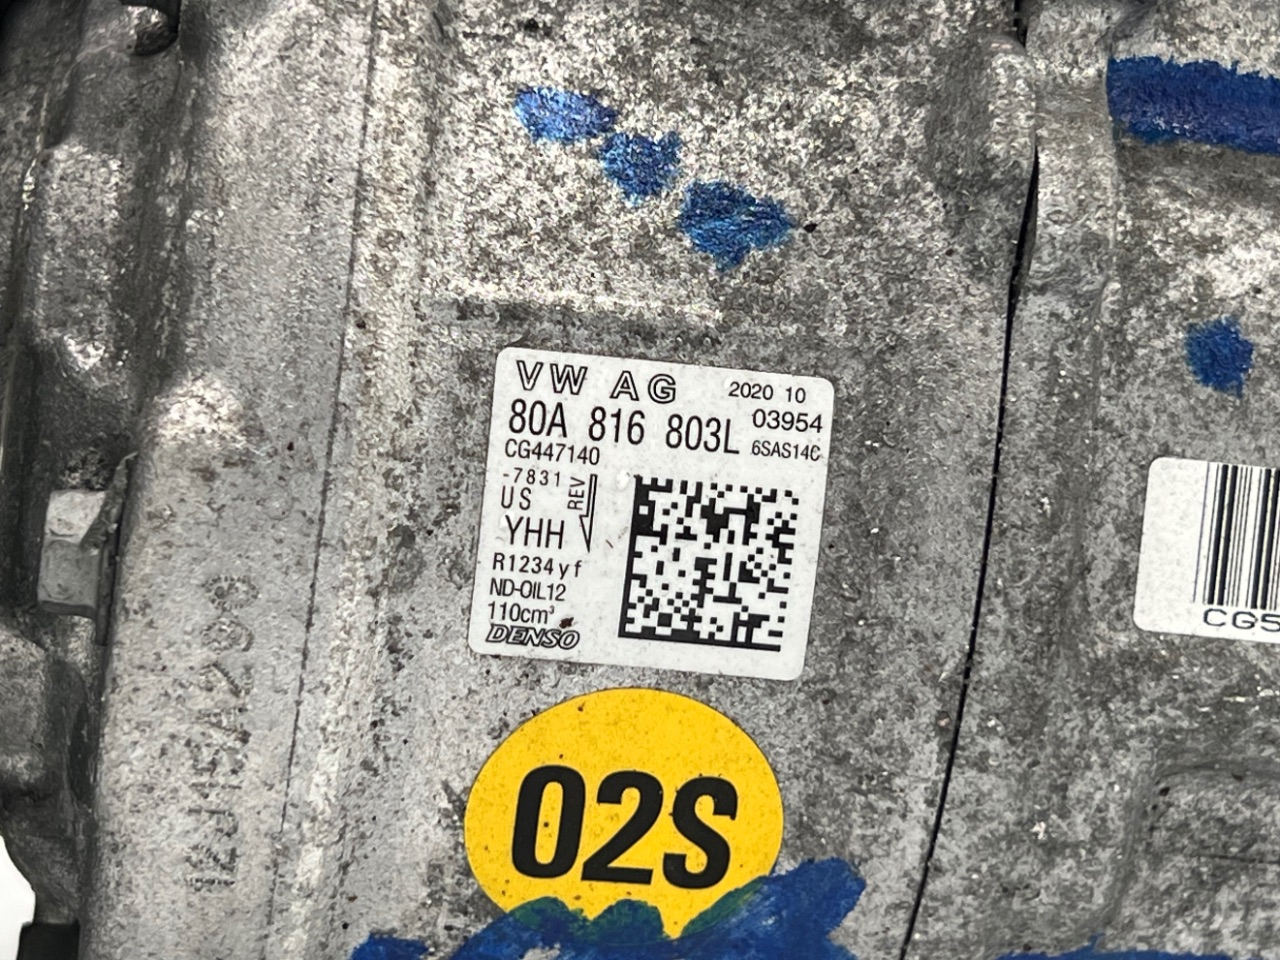 VW AG 2020 10
80A 816 803L 03954
CG447140 6SAS14C
-7831
US REV
YHH
R1234yf
ND-OIL12
110cm³
DENSO
02S
CG5